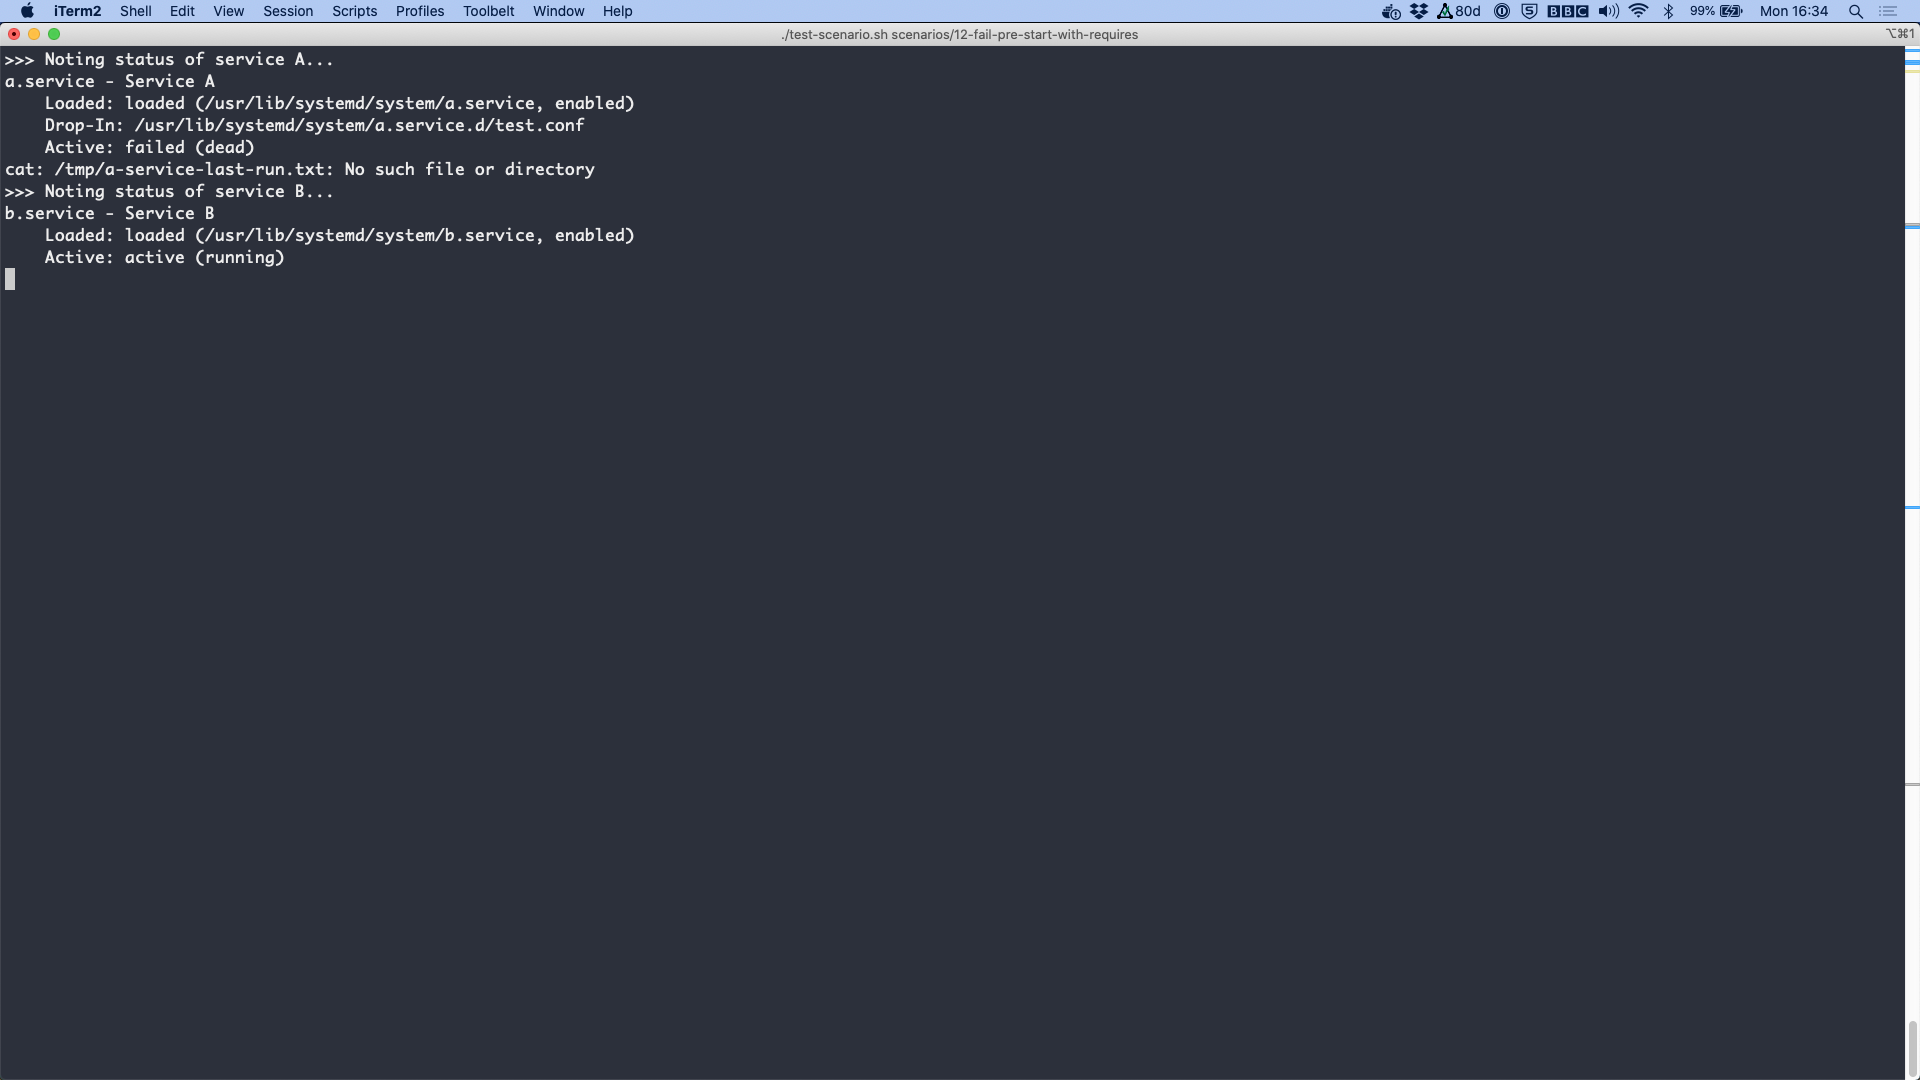 iTerm2 Shell Edit View Session Scripts Profiles Toolbelt Window Help 80d BBC 99% Mon 16:34
./test-scenario.sh scenarios/12-fail-pre-start-with-requires ⌥⌘1
>>> Noting status of service A...
a.service - Service A
    Loaded: loaded (/usr/lib/systemd/system/a.service, enabled)
    Drop-In: /usr/lib/systemd/system/a.service.d/test.conf
    Active: failed (dead)
cat: /tmp/a-service-last-run.txt: No such file or directory
>>> Noting status of service B...
b.service - Service B
    Loaded: loaded (/usr/lib/systemd/system/b.service, enabled)
    Active: active (running)